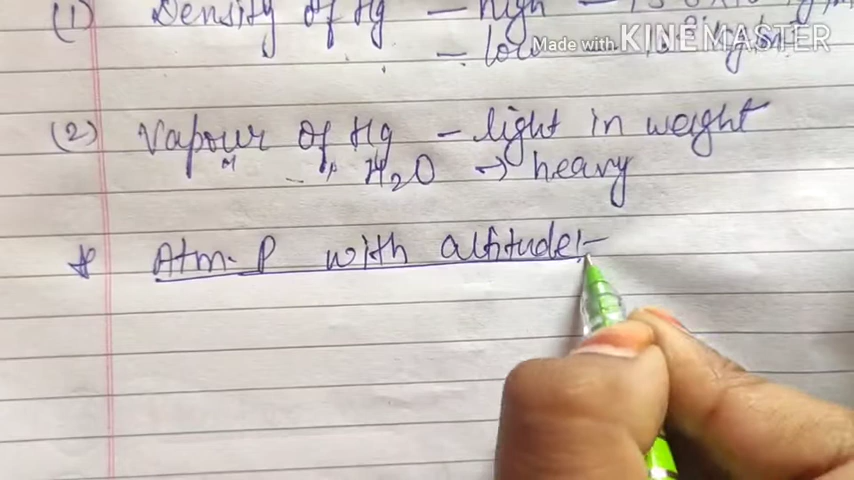 (1) Density of Hg - high -
- low
Made with KINEMASTER
(2) Vapour of Hg - light in weight
" " H₂O → heavy
* Atm. P with altitude:-